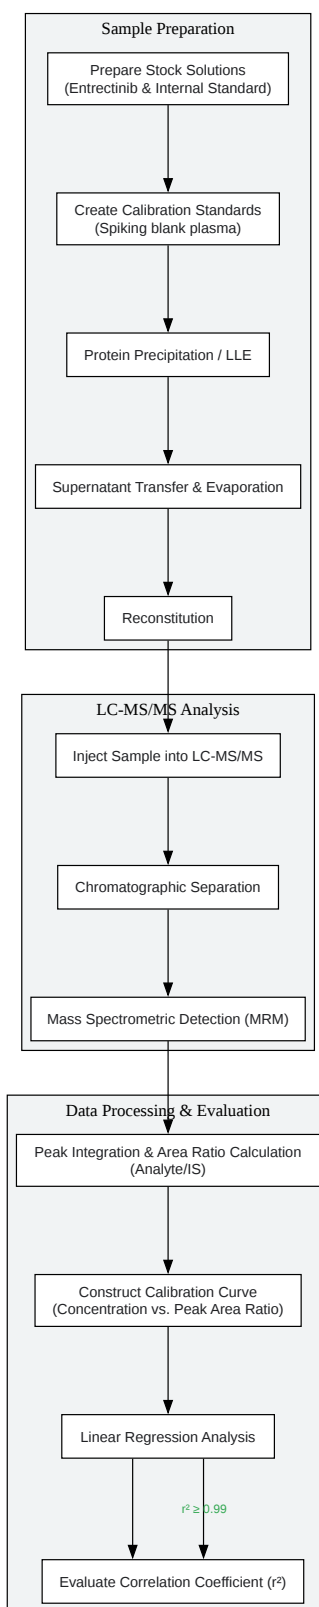 Sample Preparation
Prepare Stock Solutions
(Entrectinib & Internal Standard)
Create Calibration Standards
(Spiking blank plasma)
Protein Precipitation / LLE
Supernatant Transfer & Evaporation
Reconstitution
LC-MS/MS Analysis
Inject Sample into LC-MS/MS
Chromatographic Separation
Mass Spectrometric Detection (MRM)
Data Processing & Evaluation
Peak Integration & Area Ratio Calculation
(Analyte/IS)
Construct Calibration Curve
(Concentration vs. Peak Area Ratio)
Linear Regression Analysis
r² ≥ 0.99
Evaluate Correlation Coefficient (r²)